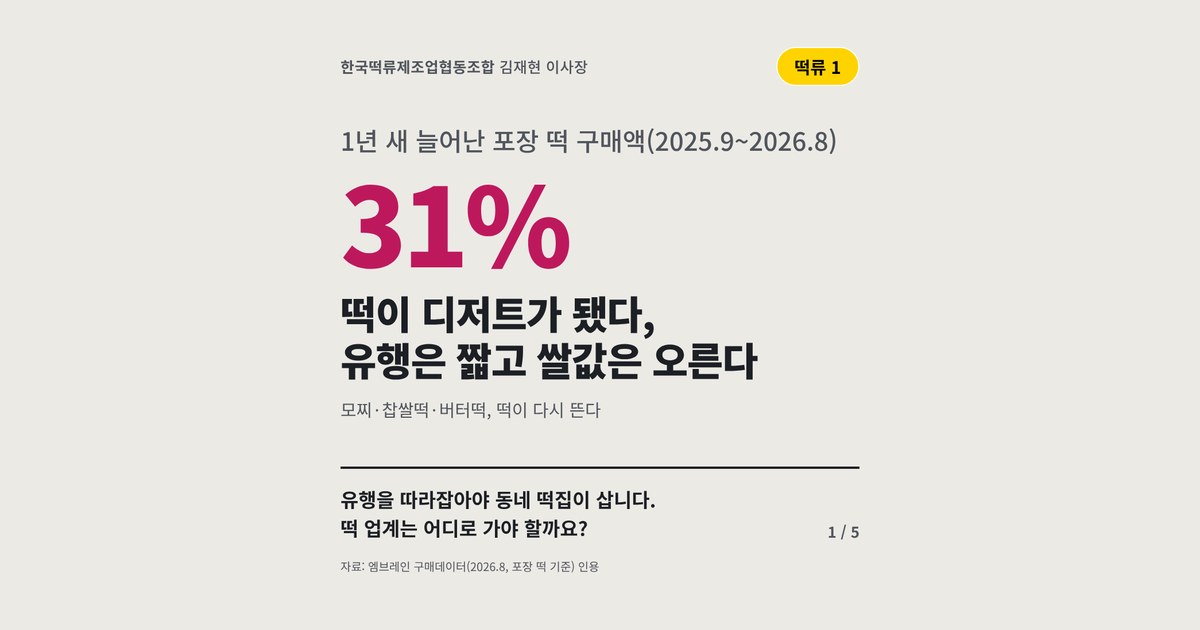 한국떡류제조업협동조합 김재현 이사장
떡류 1
1년 새 늘어난 포장 떡 구매액(2025.9~2026.8)
31%
떡이 디저트가 됐다,
유행은 짧고 쌀값은 오른다
모찌·찹쌀떡·버터떡, 떡이 다시 뜬다
유행을 따라잡아야 동네 떡집이 삽니다.
떡 업계는 어디로 가야 할까요?
1 / 5
자료: 엠브레인 구매데이터(2026.8, 포장 떡 기준) 인용